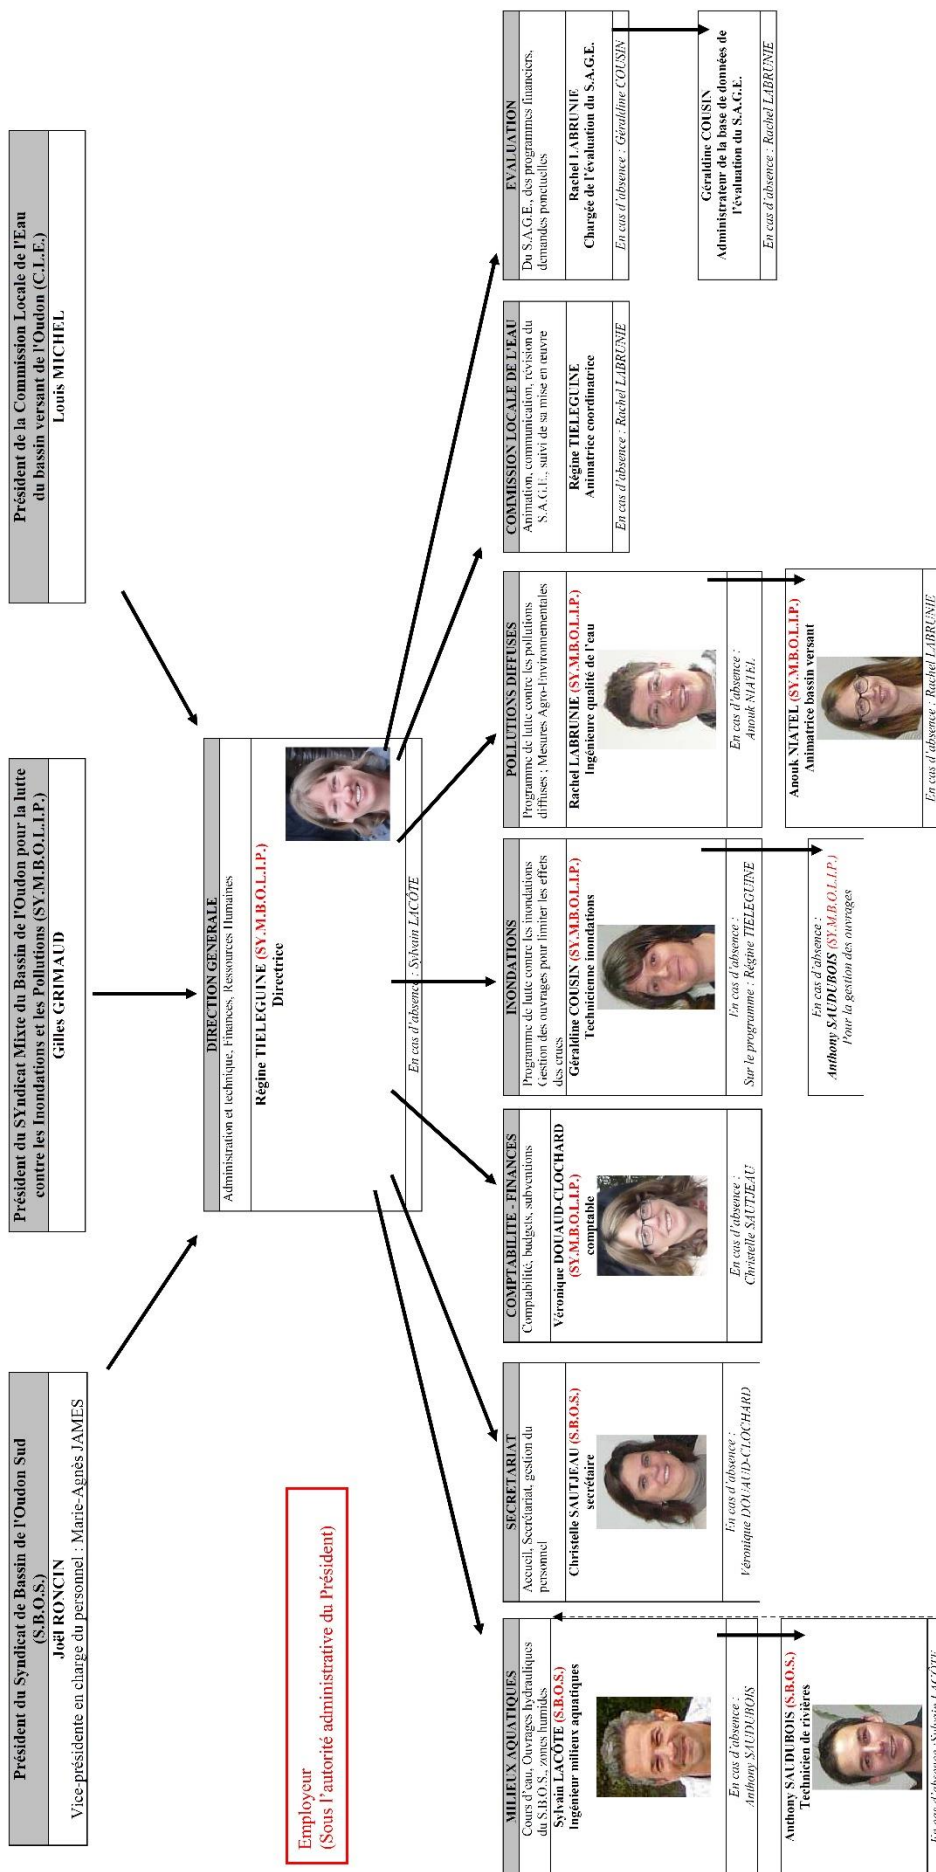 Président du Syndicat de Bassin de l'Oudon Sud
(S.B.O.S.)
Joël RONCIN
Vice-présidente en charge du personnel : Marie-Agnès JAMES
Président du SYndicat Mixte du Bassin de l'Oudon pour la lutte
contre les Inondations et les Pollutions (SY.M.B.O.L.I.P.)
Gilles GRIMAUD
Président de la Commission Locale de l'Eau
du bassin versant de l'Oudon (C.L.E.)
Louis MICHEL
Employeur
(Sous l'autorité administrative du Président)
DIRECTION GENERALE
Administration et technique, Finances, Ressources Humaines
Régine TIELEGUINE (SY.M.B.O.L.I.P.)
Directrice
En cas d'absence : Sylvain LACÔTE
MILIEUX AQUATIQUES
Cours d'eau, Ouvrages hydrauliques
du S.B.O.S., zones humides
Sylvain LACÔTE (S.B.O.S.)
Ingénieur milieux aquatiques
En cas d'absence :
Anthony SAUDUBOIS
Anthony SAUDUBOIS (S.B.O.S.)
Technicien de rivières
En cas d'absence :Sylvain LACÔTE
SECRETARIAT
Accueil, Secrétariat, gestion du
personnel
Christelle SAUTJEAU (S.B.O.S.)
secrétaire
En cas d'absence :
Véronique DOUAUD-CLOCHARD
COMPTABILITE - FINANCES
Comptabilité, budgets, subventions
Véronique DOUAUD-CLOCHARD
(SY.M.B.O.L.I.P.)
comptable
En cas d'absence :
Christelle SAUTJEAU
INONDATIONS
Programme de lutte contre les inondations
Gestion des ouvrages pour limiter les effets
des crues
Géraldine COUSIN (SY.M.B.O.L.I.P.)
Technicienne inondations
En cas d'absence :
Sur le programme : Régine TIELEGUINE
En cas d'absence :
Anthony SAUDUBOIS (SY.M.B.O.L.I.P.)
Pour la gestion des ouvrages
POLLUTIONS DIFFUSES
Programme de lutte contre les pollutions
diffuses ; Mesures Agro-Environnementales
Rachel LABRUNIE (SY.M.B.O.L.I.P.)
Ingénieure qualité de l'eau
En cas d'absence :
Anouk NIATEL
Anouk NIATEL (SY.M.B.O.L.I.P.)
Animatrice bassin versant
En cas d'absence : Rachel LABRUNIE
COMMISSION LOCALE DE L'EAU
Animation, communication, révision du
S.A.G.E., suivi de sa mise en œuvre
Régine TIELEGUINE
Animatrice coordinatrice
En cas d'absence : Rachel LABRUNIE
EVALUATION
Du S.A.G.E., des programmes financiers,
demandes ponctuelles
Rachel LABRUNIE
Chargée de l'évaluation du S.A.G.E.
En cas d'absence : Géraldine COUSIN
Géraldine COUSIN
Administrateur de la base de données de
l'évaluation du S.A.G.E.
En cas d'absence : Rachel LABRUNIE